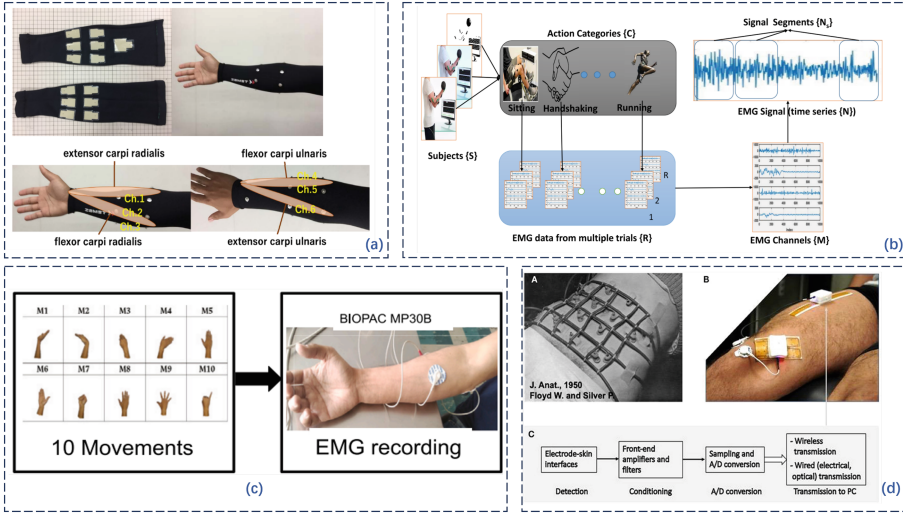 extensor carpi radialis
flexor carpi ulnaris
Ch.1
Ch.2
Ch.5
Ch.6
flexor carpi radialis
extensor carpi ulnaris
(a)
Action Categories {C}
Sitting
Handshaking
Running
Subjects {S}
R
2
1
EMG data from multiple trials {R}
Signal Segments {Ns}
EMG Signal (time series {N})
EMG Channels {M}
(b)
M1
M2
M3
M4
M5
M6
M7
M8
M9
M10
10 Movements
BIOPAC MP30B
EMG recording
(c)
A
J. Anat., 1950
Floyd W. and Silver P.
B
C
Electrode-skin
interfaces
Front-end
amplifiers and
filters
Sampling and
A/D conversion
- Wireless
transmission
- Wired (electrical,
optical) transmission
Detection
Conditioning
A/D conversion
Transmission to PC
(d)